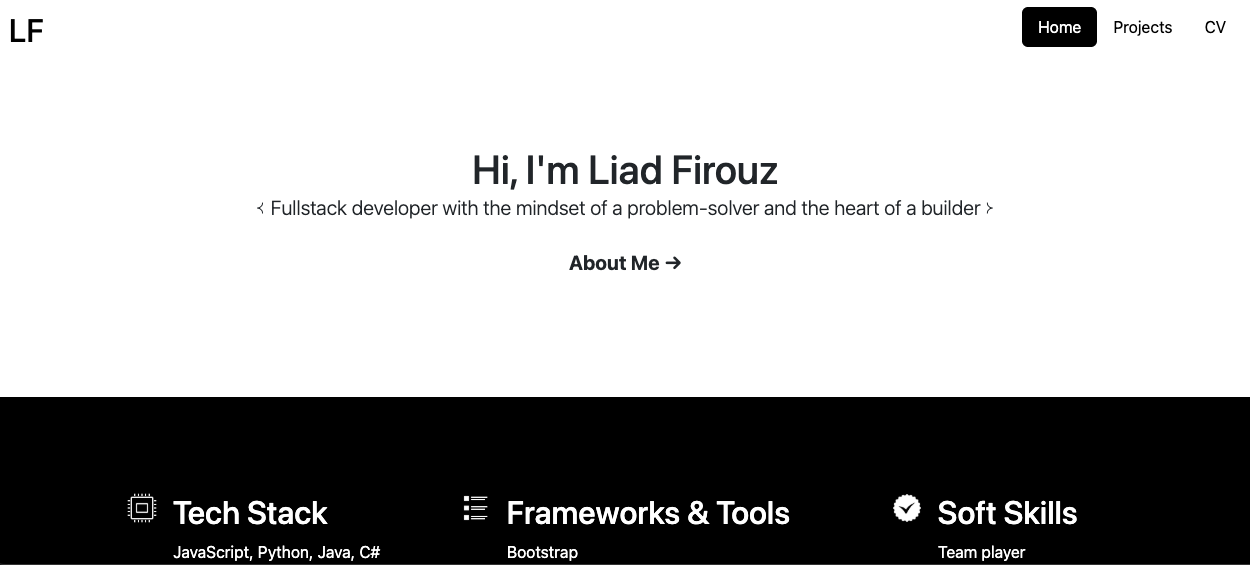 LF
Home Projects CV
Hi, I'm Liad Firouz
< Fullstack developer with the mindset of a problem-solver and the heart of a builder >
About Me →
Tech Stack
JavaScript, Python, Java, C#
Frameworks & Tools
Bootstrap
Soft Skills
Team player